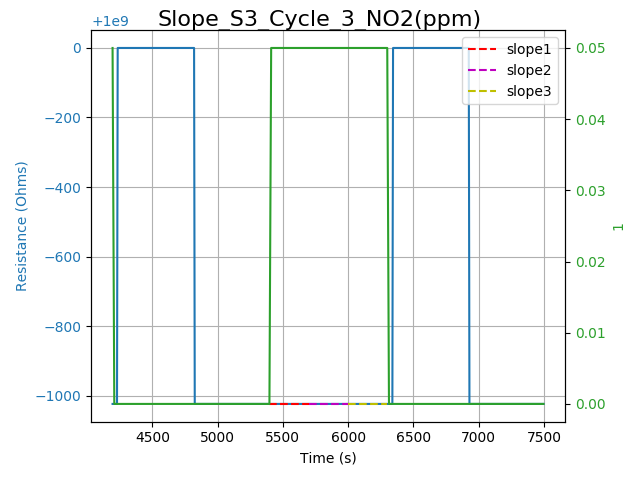 Slope_S3_Cycle_3_NO2(ppm)
+1e9
0
−200
−400
−600
−800
−1000
Resistance (Ohms)
4500
5000
5500
6000
6500
7000
7500
Time (s)
slope1
slope2
slope3
0.05
0.04
0.03
0.02
0.01
0.00
1